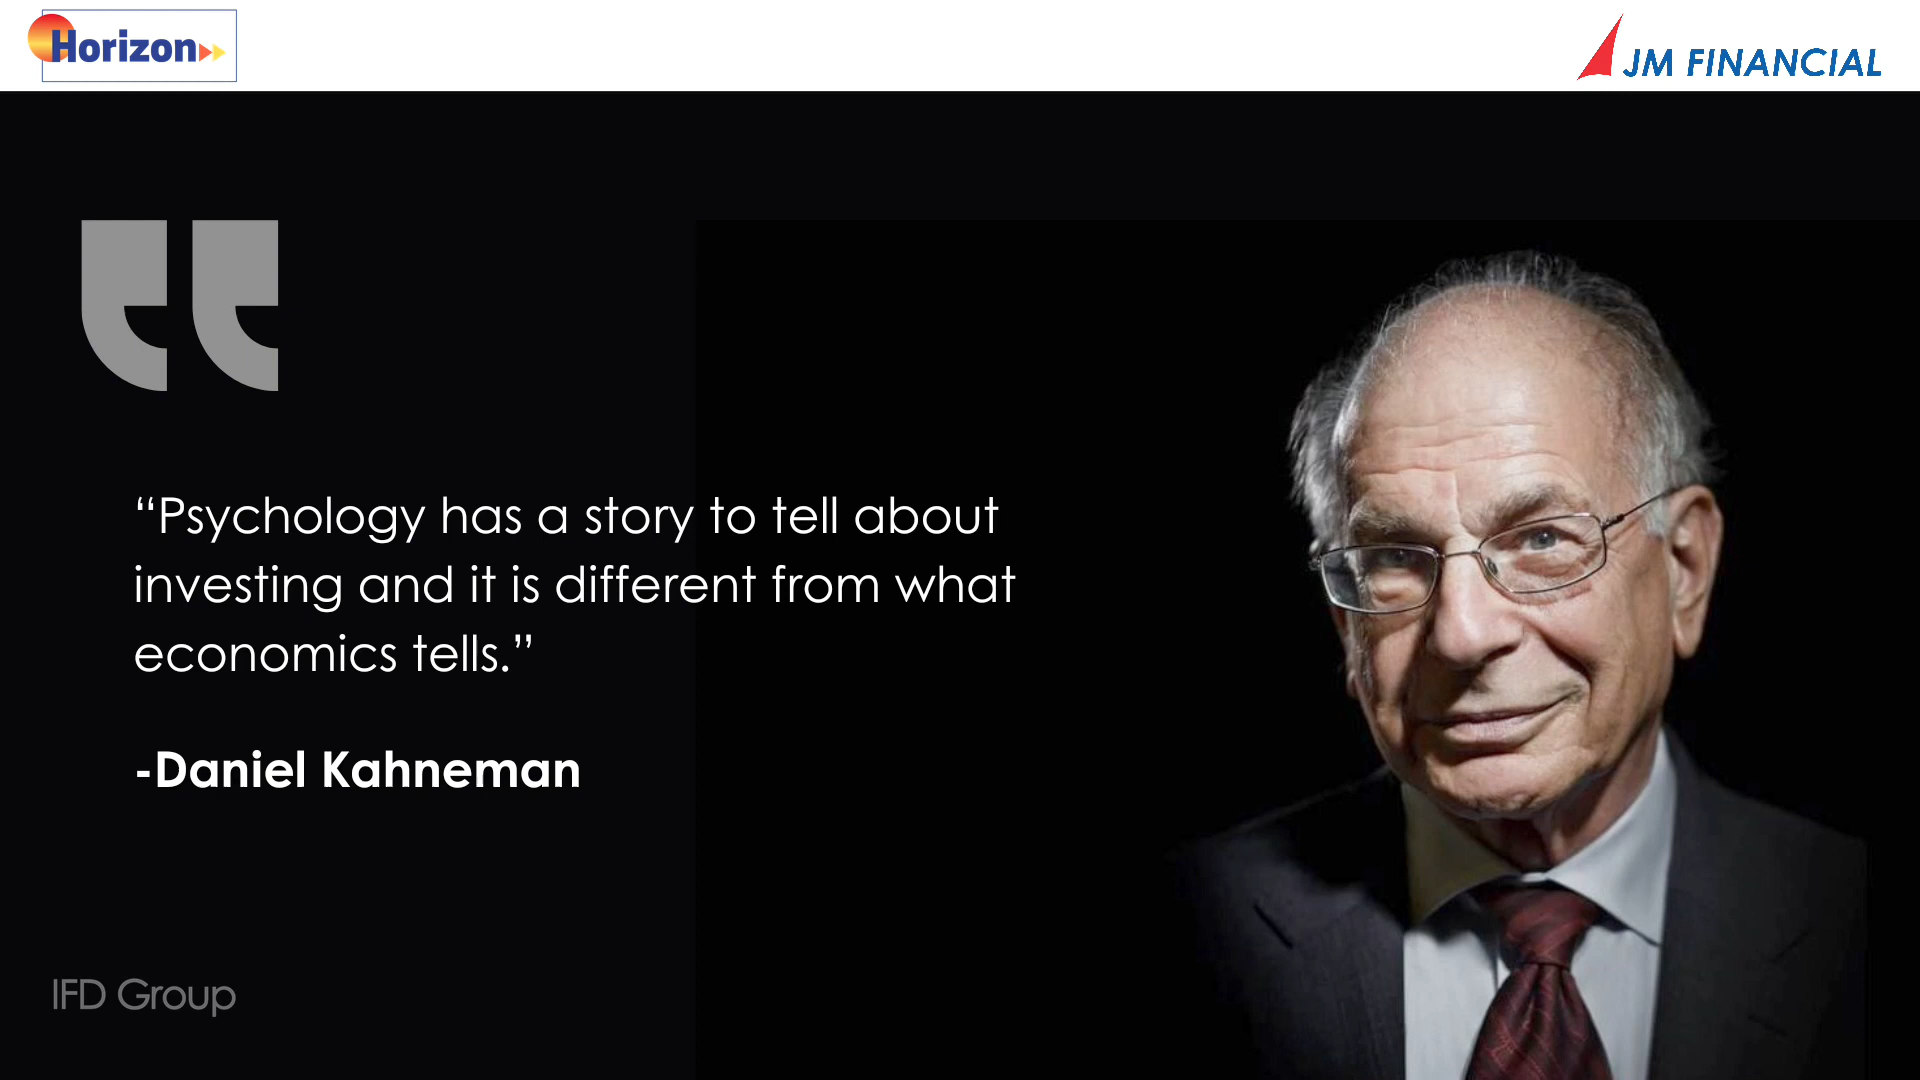 Horizon
JM FINANCIAL
“Psychology has a story to tell about
investing and it is different from what
economics tells.”
-Daniel Kahneman
IFD Group